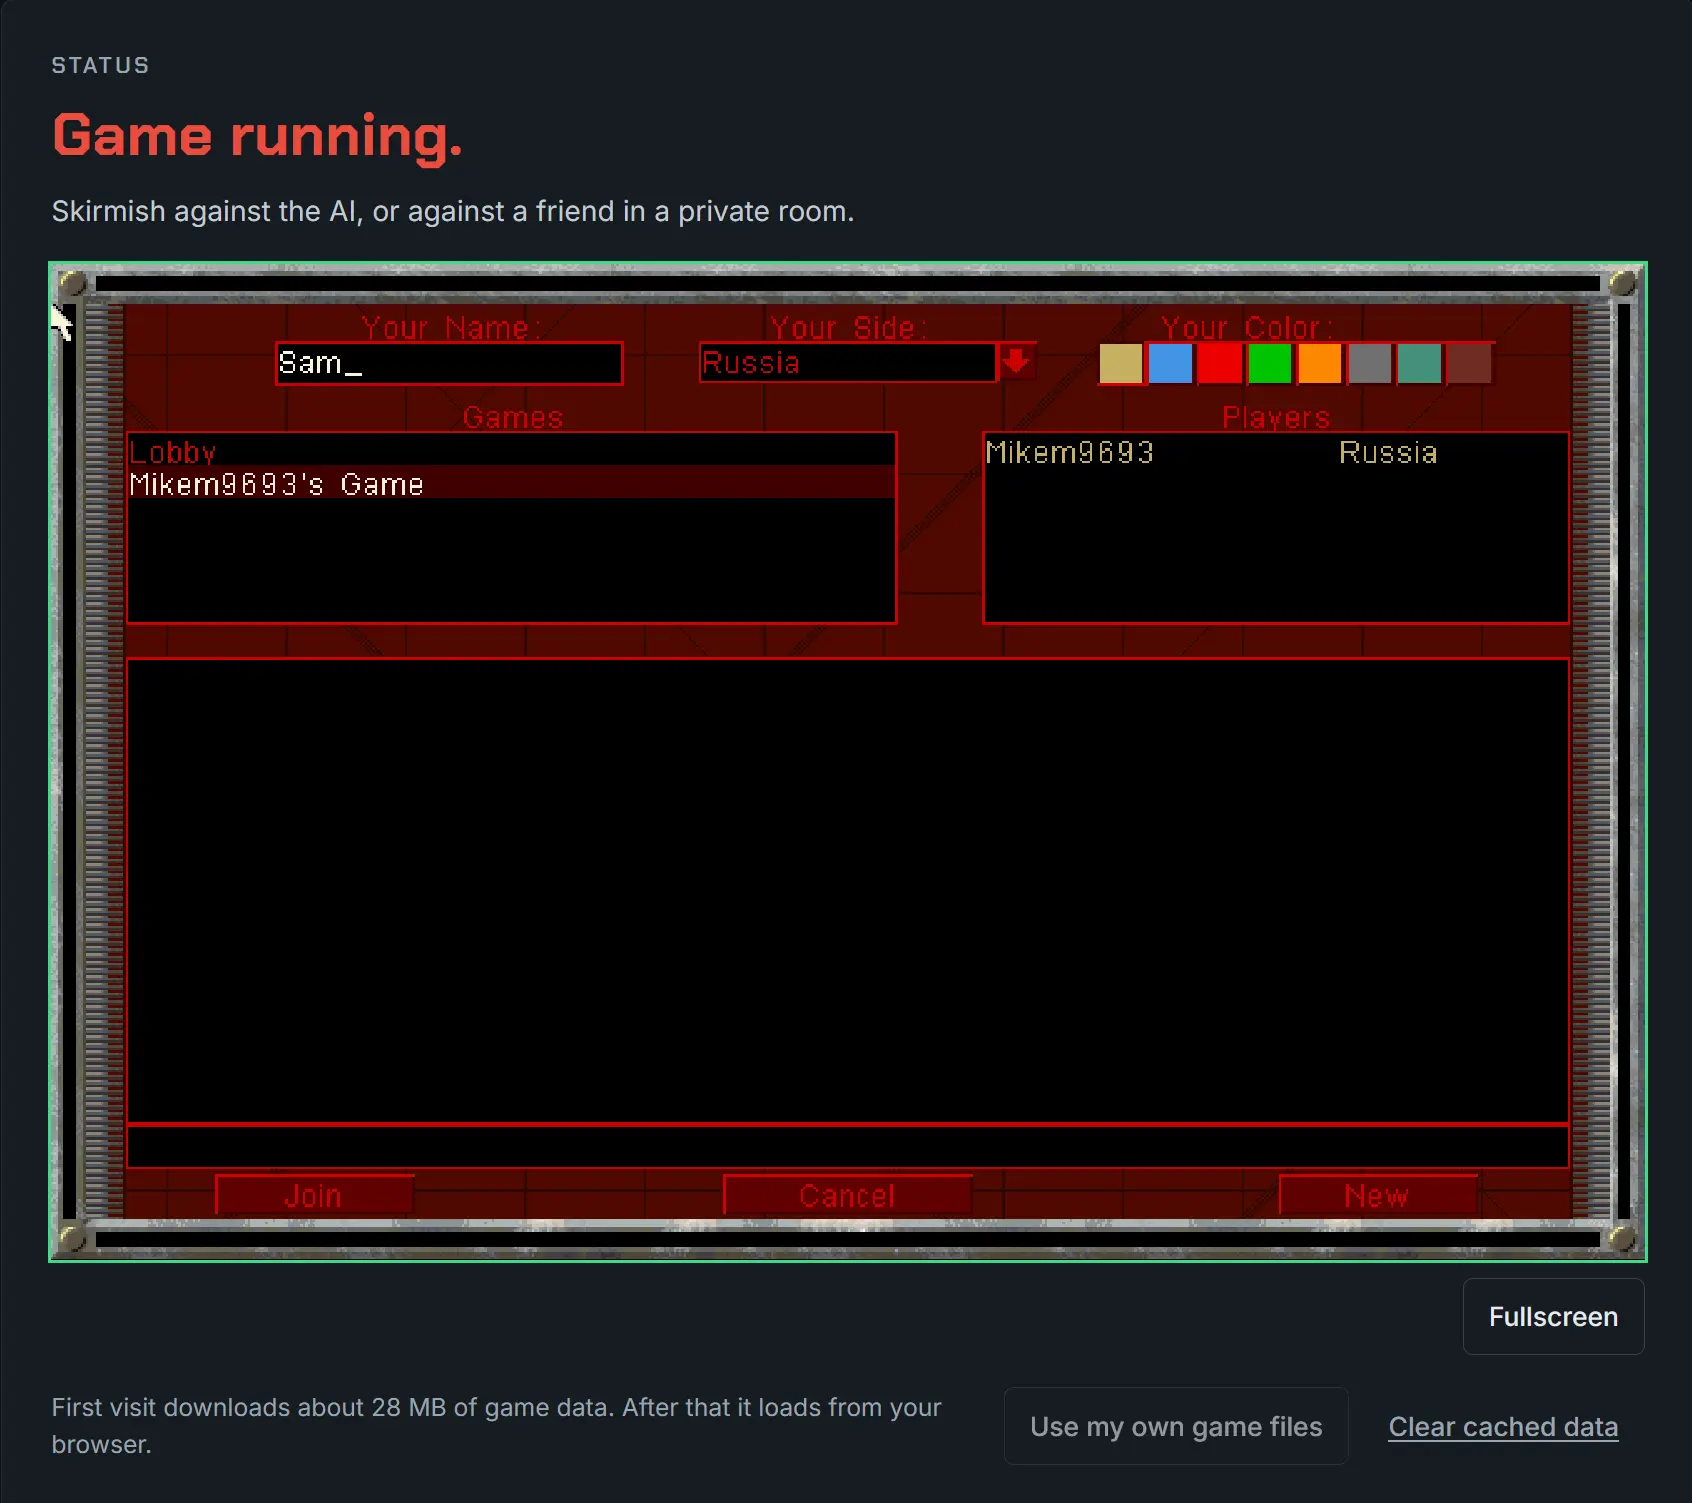 STATUS
Game running.
Skirmish against the AI, or against a friend in a private room.
Your Name: Your Side: Your Color:
Sam_ Russia
Games Players
Lobby Mikem9693 Russia
Mikem9693's Game
Join Cancel New
Fullscreen
First visit downloads about 28 MB of game data. After that it loads from your
browser.
Use my own game files Clear cached data